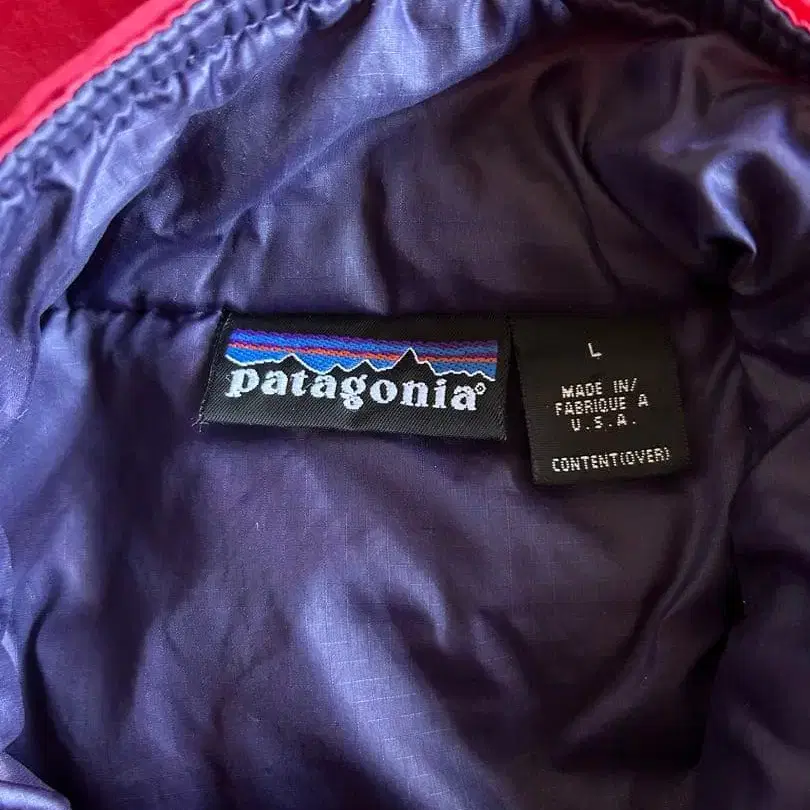 patagonia®
L
MADE IN/
FABRIQUE A
U.S.A.
CONTENT(OVER)